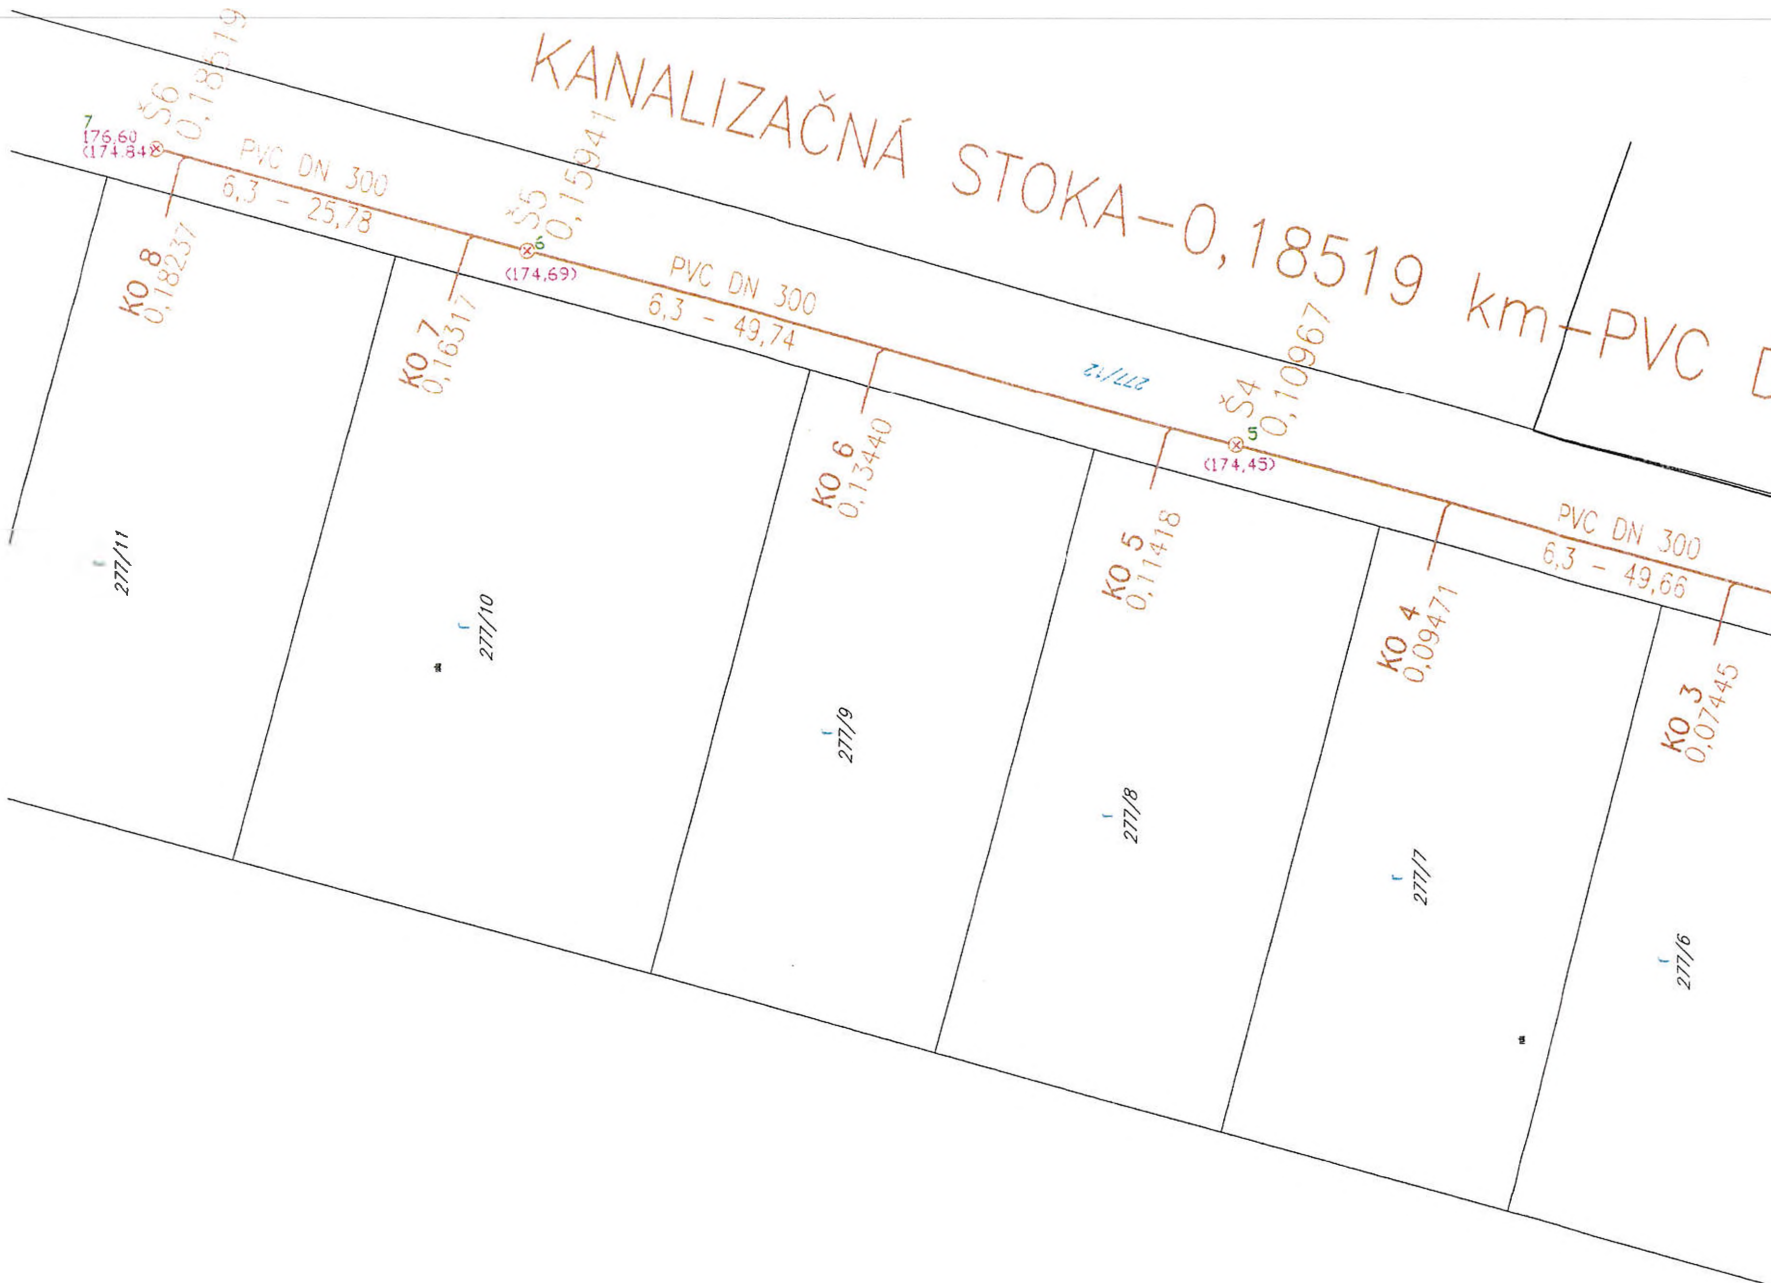 KANALIZAČNÁ STOKA-0,18519 km-PVC D
Š6
0,18519
7
176,60
(174.84)
PVC DN 300
6,3 - 25,78
Š5
0,15941
6
(174,69)
PVC DN 300
6,3 - 49,74
277/12
Š4
0,10967
5
(174,45)
PVC DN 300
6,3 - 49,66
KO 8
0,18237
KO 7
0,16317
KO 6
0,13440
KO 5
0,11418
KO 4
0,09471
KO 3
0,07445
277/11
277/10
277/9
277/8
277/7
277/6